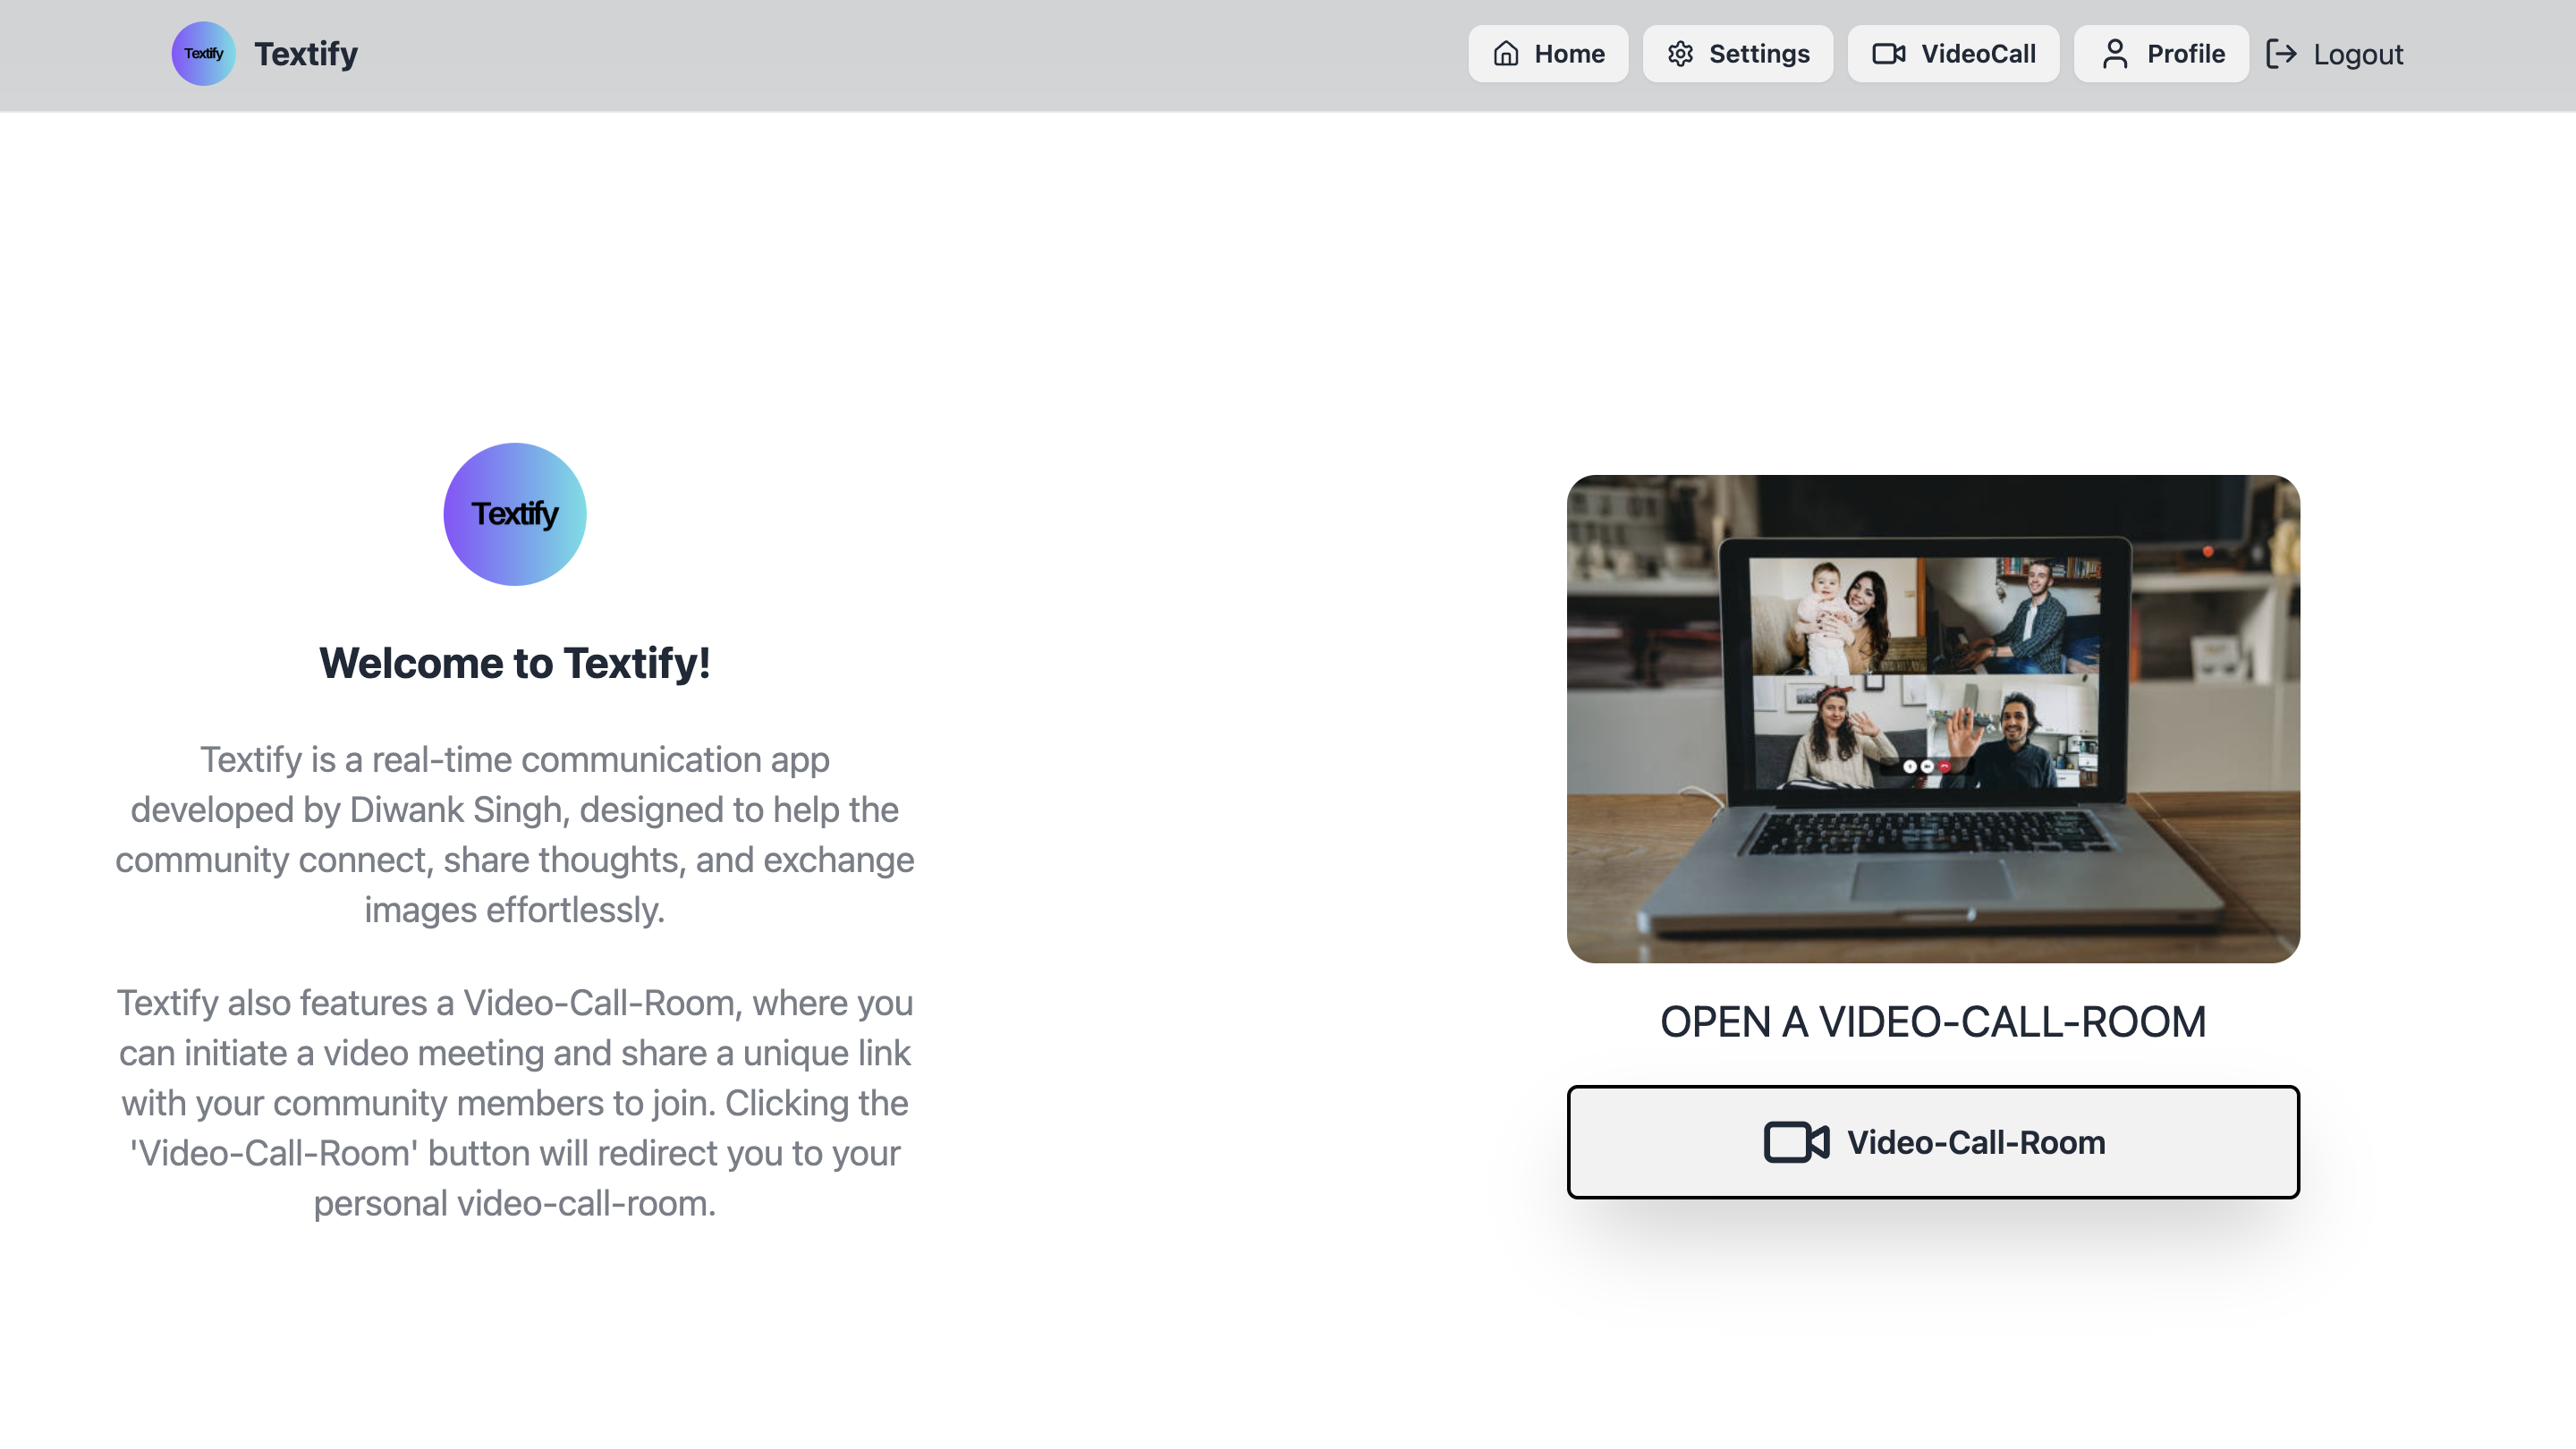 Textify
Textify
Home
Settings
VideoCall
Profile
Logout
Textify
Welcome to Textify!
Textify is a real-time communication app
developed by Diwank Singh, designed to help the
community connect, share thoughts, and exchange
images effortlessly.
Textify also features a Video-Call-Room, where you
can initiate a video meeting and share a unique link
with your community members to join. Clicking the
'Video-Call-Room' button will redirect you to your
personal video-call-room.
OPEN A VIDEO-CALL-ROOM
Video-Call-Room